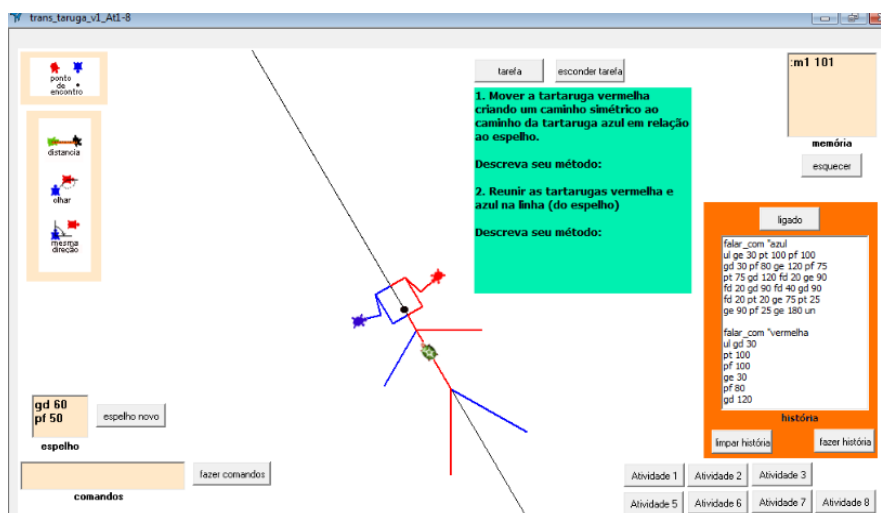 trans_taruga_v1_At1-8
ponto
de
encontro
distancia
olhar
mesma
direção
tarefa
esconder tarefa
1. Mover a tartaruga vermelha
criando um caminho simétrico ao
caminho da tartaruga azul em relação
ao espelho.
Descreva seu método:
2. Reunir as tartarugas vermelha e
azul na linha (do espelho)
Descreva seu método:
:m1 101
memória
esquecer
ligado
falar_com "azul
ul ge 30 pt 100 pf 100
gd 30 pf 80 ge 120 pf 75
pt 75 gd 120 fd 20 ge 90
fd 20 gd 90 fd 40 gd 90
fd 20 pt 20 ge 75 pt 25
ge 90 pf 25 ge 180 un
falar_com "vermelha
ul gd 30
pt 100
pf 100
ge 30
pf 80
gd 120
história
limpar história
fazer história
gd 60
pf 50
espelho novo
espelho
fazer comandos
comandos
Atividade 1
Atividade 2
Atividade 3
Atividade 5
Atividade 6
Atividade 7
Atividade 8